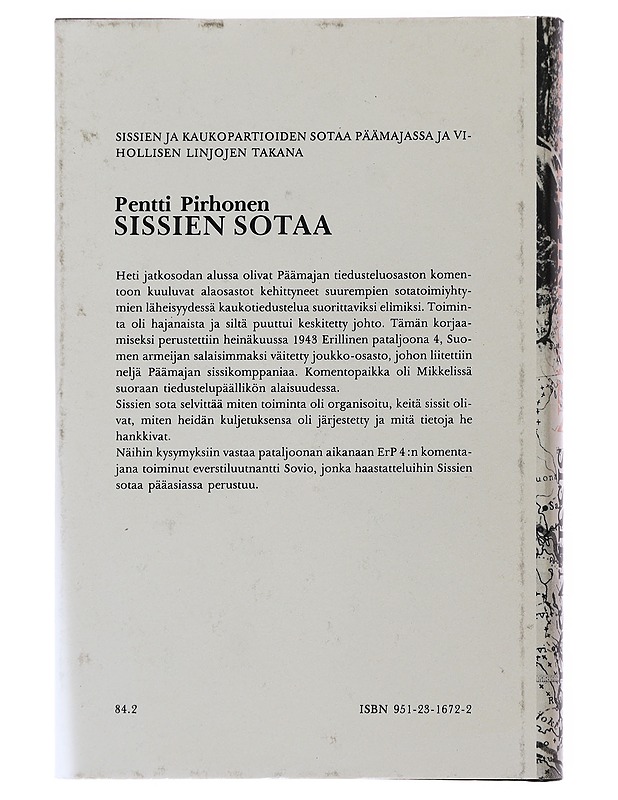 SISSIEN JA KAUKOPARTIOIDEN SOTAA PÄÄMAJASSA JA VI-
HOLLISEN LINJOJEN TAKANA
Pentti Pirhonen
SISSIEN SOTAA
Heti jatkosodan alussa olivat Päämajan tiedusteluosaston komen-
toon kuuluvat alaosastot kehittyneet suurempien sotatoimiyhty-
mien läheisyydessä kaukotiedustelua suorittaviksi elimiksi. Toimin-
ta oli hajanaista ja siltä puuttui keskitetty johto. Tämän korjaa-
miseksi perustettiin heinäkuussa 1943 Erillinen pataljoona 4, Suo-
men armeijan salaisimmaksi väitetty joukko-osasto, johon liitettiin
neljä Päämajan sissikomppaniaa. Komentopaikka oli Mikkelissä
suoraan tiedustelupäällikön alaisuudessa.
Sissien sota selvittää miten toiminta oli organisoitu, keitä sissit oli-
vat, miten heidän kuljetuksensa oli järjestetty ja mitä tietoja he
hankkivat.
Näihin kysymyksiin vastaa pataljoonan aikanaan ErP 4:n komenta-
jana toiminut everstiluutnantti Sovio, jonka haastatteluihin Sissien
sotaa pääasiassa perustuu.
84.2
ISBN 951-23-1672-2